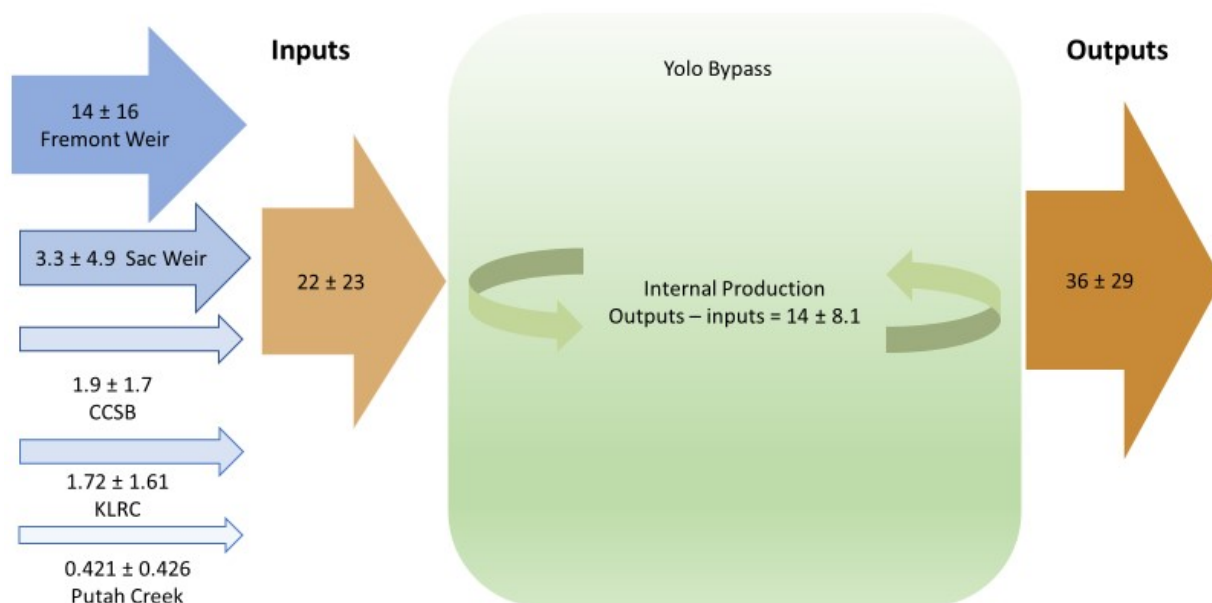 Inputs
Yolo Bypass
Outputs
14 ± 16
Fremont Weir
3.3 ± 4.9 Sac Weir
1.9 ± 1.7
CCSB
1.72 ± 1.61
KLRC
0.421 ± 0.426
Putah Creek
22 ± 23
Internal Production
Outputs – inputs = 14 ± 8.1
36 ± 29